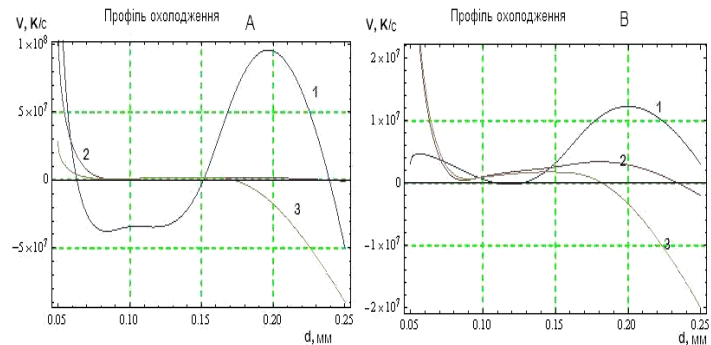 Профіль охолодження A
V, K/c
1×10⁸
5×10⁷
0
−5×10⁷
1
2
3
0.05 0.10 0.15 0.20 0.25
d, мм
Профіль охолодження B
V, K/c
2×10⁷
1×10⁷
0
−1×10⁷
−2×10⁷
1
2
3
0.05 0.10 0.15 0.20 0.25
d, мм